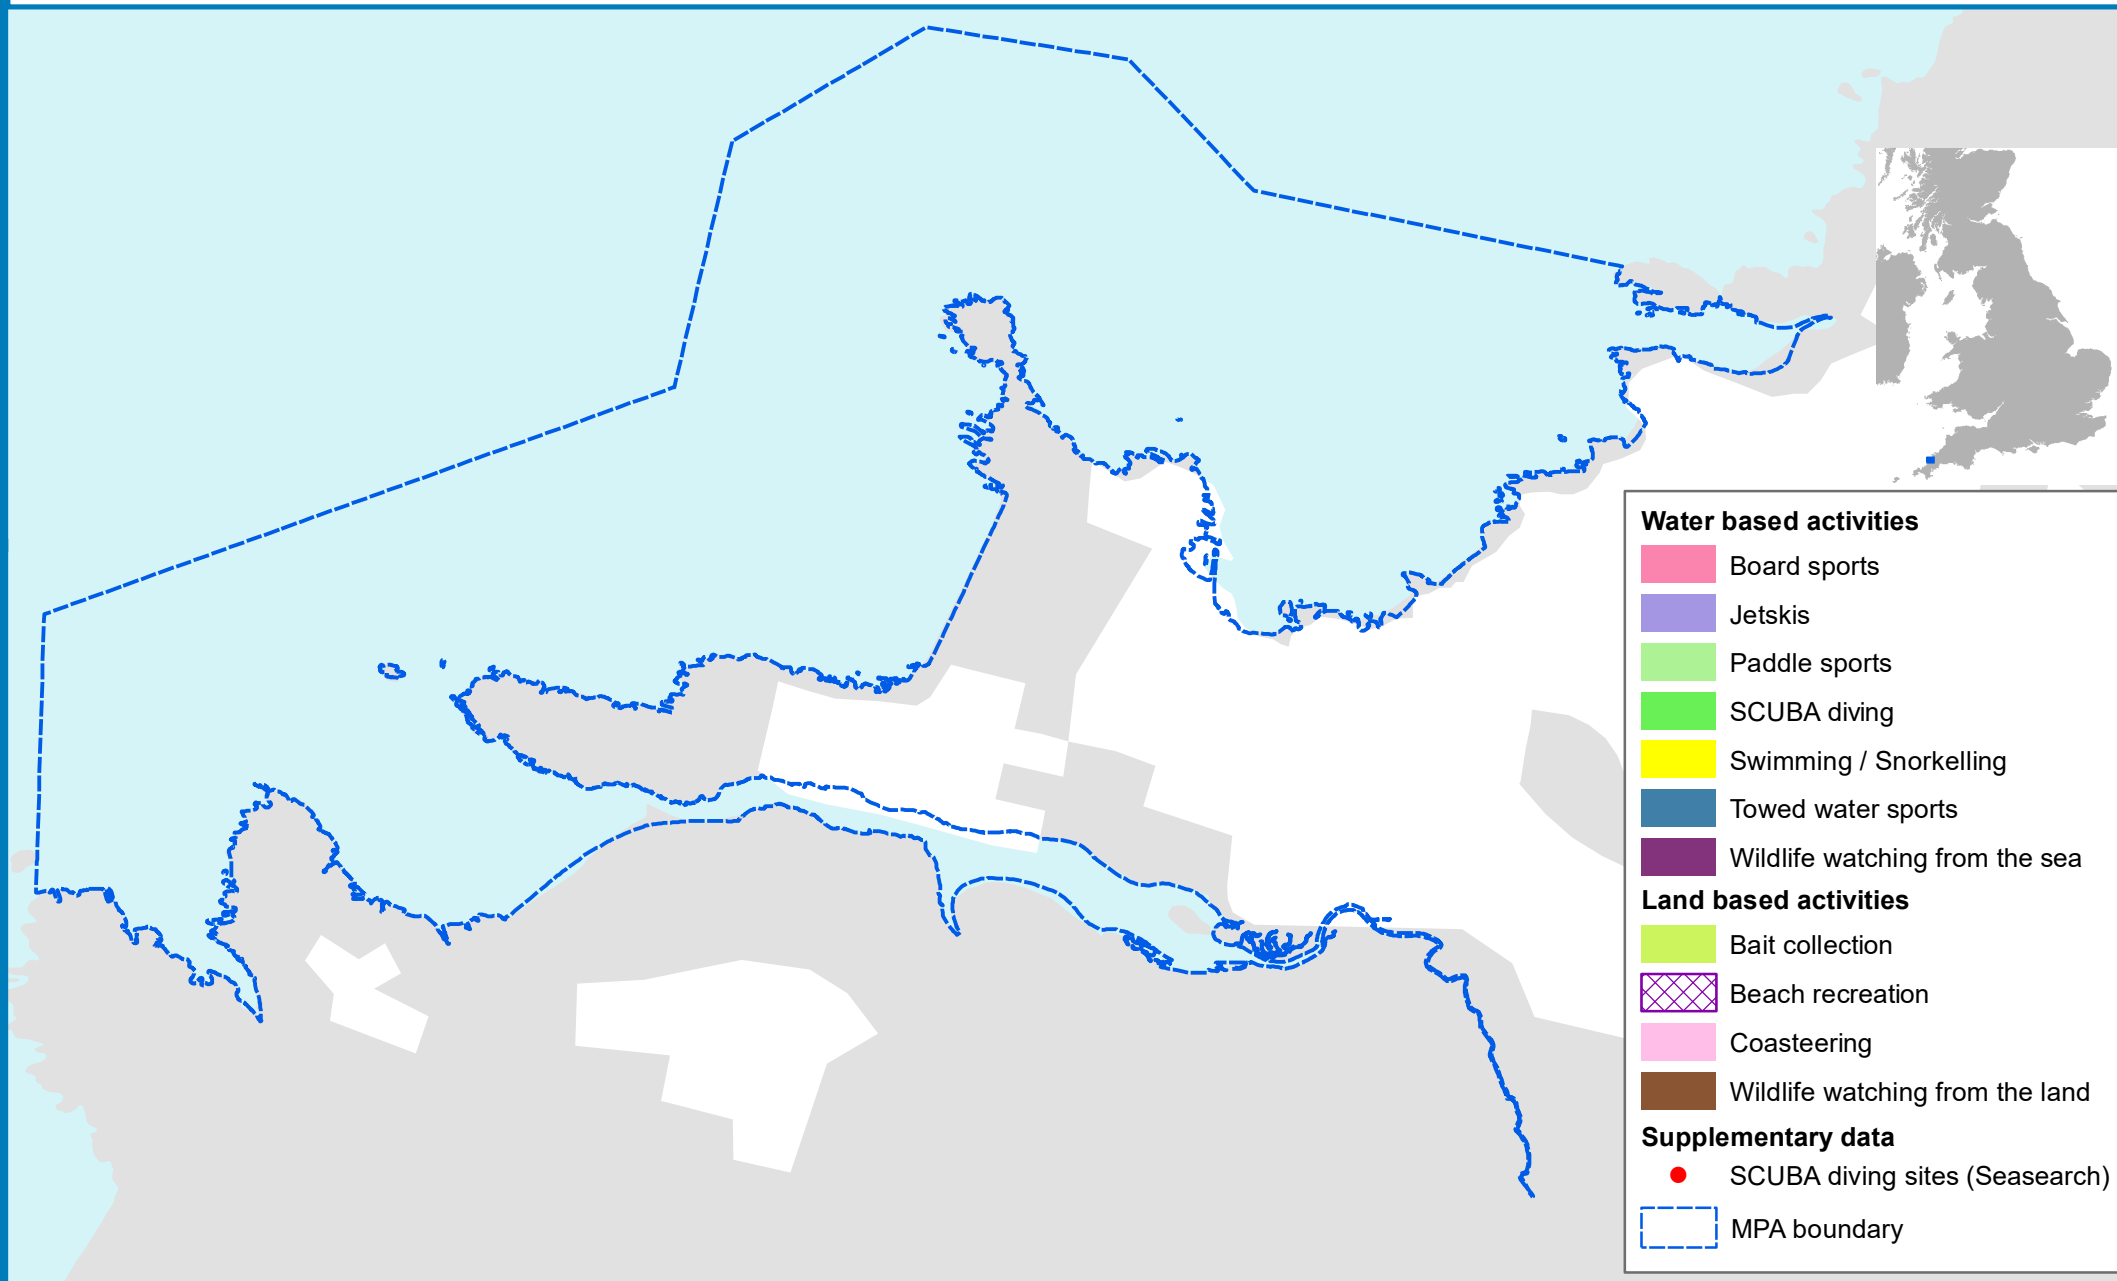 Water based activities
Board sports
Jetskis
Paddle sports
SCUBA diving
Swimming / Snorkelling
Towed water sports
Wildlife watching from the sea
Land based activities
Bait collection
Beach recreation
Coasteering
Wildlife watching from the land
Supplementary data
SCUBA diving sites (Seasearch)
MPA boundary